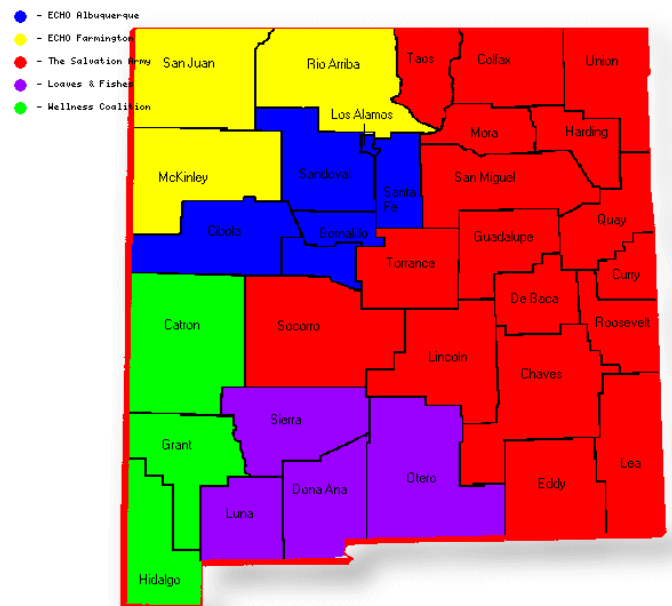 - ECHO Albuquerque
- ECHO Farmington
- The Salvation Army
- Loaves & Fishes
- Wellness Coalition
San Juan
Rio Arriba
Taos
Colfax
Union
Los Alamos
Mora
Harding
McKinley
Sandoval
Santa
Fe
San Miguel
Quay
Cibola
Bernalillo
Guadalupe
Torrance
Curry
De Baca
Roosevelt
Catron
Socorro
Lincoln
Chaves
Sierra
Grant
Luna
Dona Ana
Otero
Eddy
Lea
Hidalgo